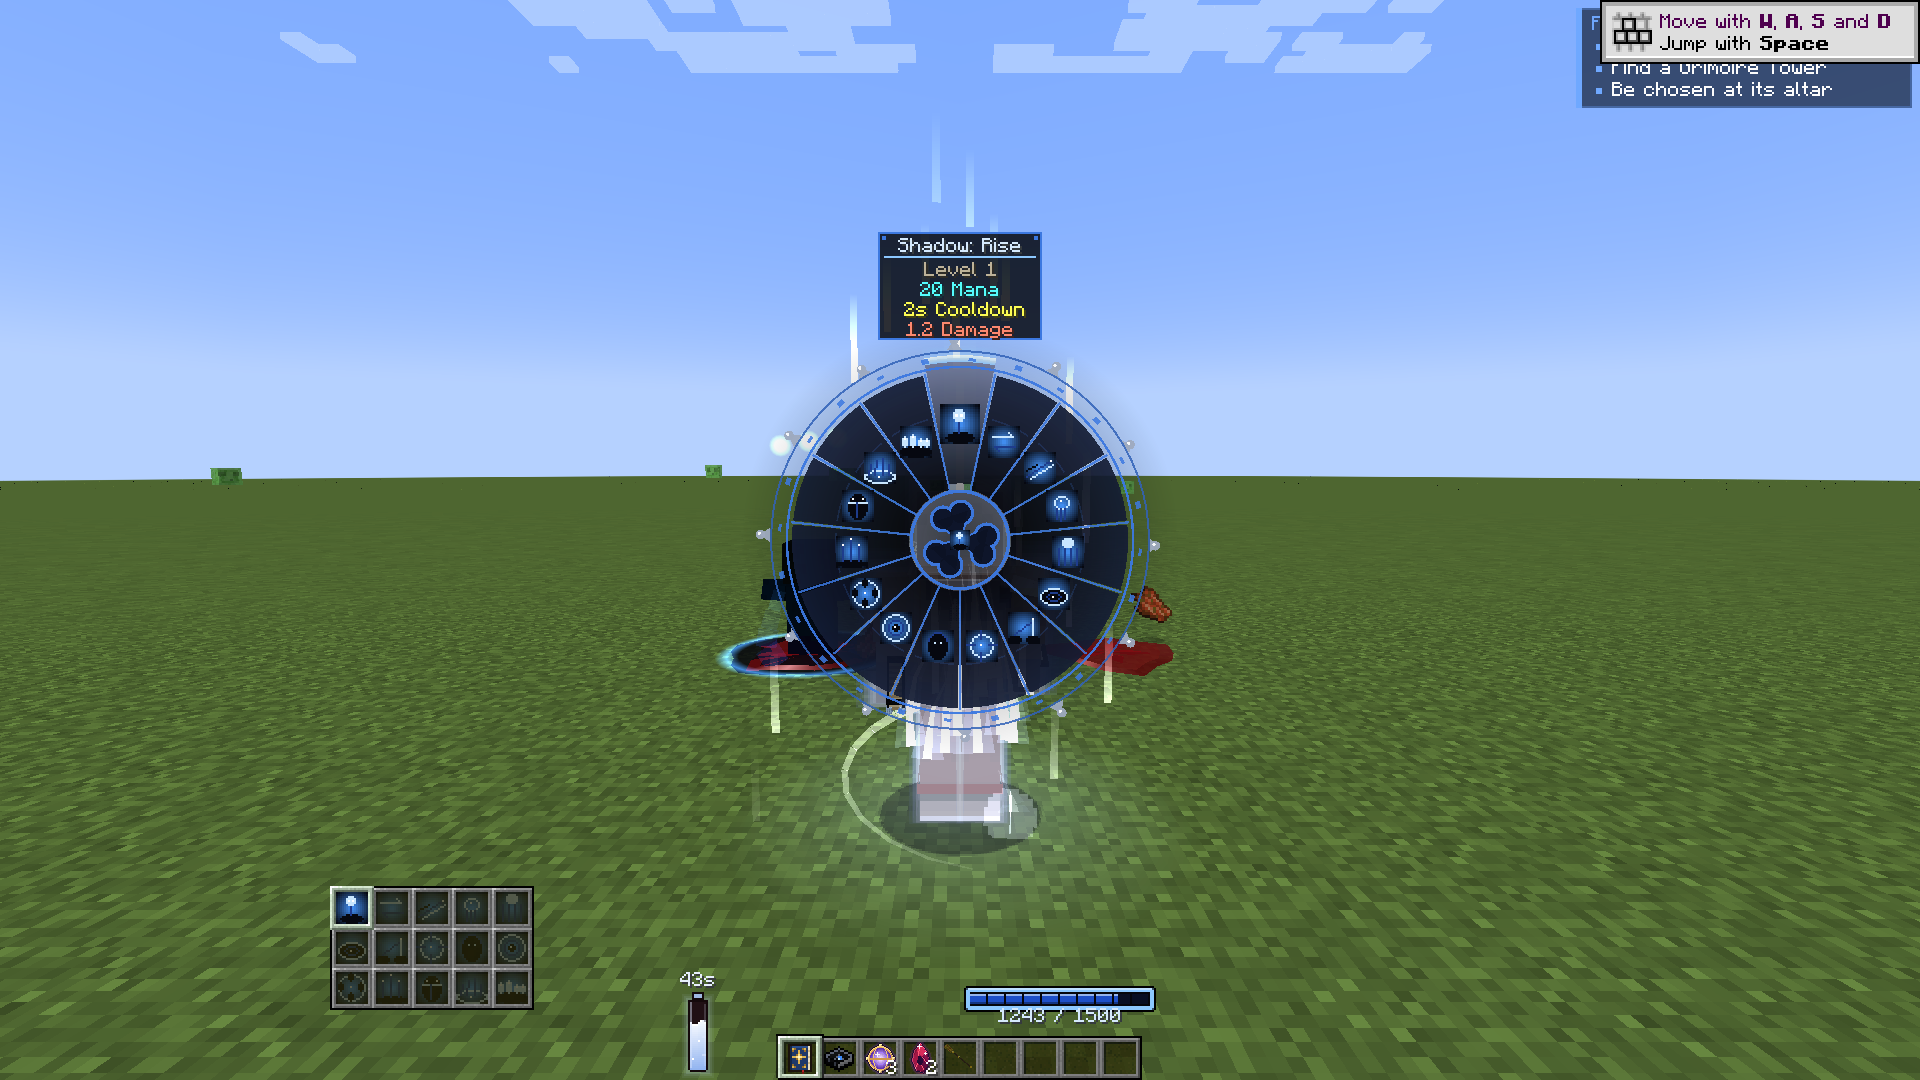 Move with W, A, S and D
Jump with Space
Find a Grimoire Tower
Be chosen at its altar
Shadow: Rise
Level 1
20 Mana
2s Cooldown
1.2 Damage
43s
1243 / 1500
3
2